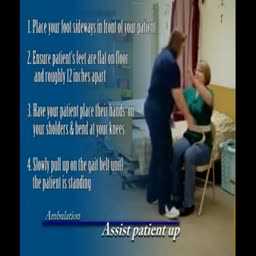 1. Place your foot sideways in front of your patient
2. Ensure patient's feet are flat on floor
and roughly 12 inches apart
3. Have your patient place their hands on
your sholders & bend at your knees
4. Slowly pull up on the gait belt until
the patient is standing
Ambulation
Assist patient up